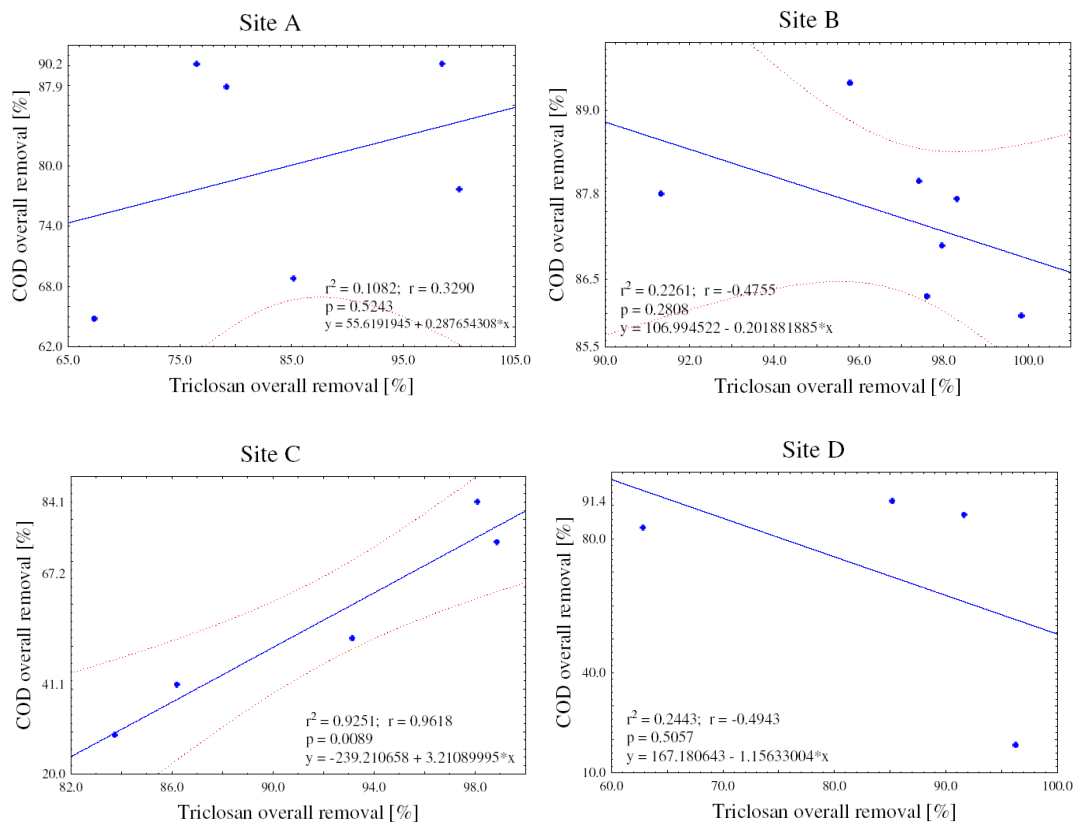 Site A
COD overall removal [%]
90.2
87.9
80.0
74.0
68.0
62.0
r² = 0.1082; r = 0.3290
p = 0.5243
y = 55.6191945 + 0.287654308*x
65.0 75.0 85.0 95.0 105.0
Triclosan overall removal [%]
Site B
COD overall removal [%]
89.0
87.8
86.5
85.5
r² = 0.2261; r = -0.4755
p = 0.2808
y = 106.994522 - 0.201881885*x
90.0 92.0 94.0 96.0 98.0 100.0
Triclosan overall removal [%]
Site C
COD overall removal [%]
84.1
67.2
41.1
20.0
r² = 0.9251; r = 0.9618
p = 0.0089
y = -239.210658 + 3.21089995*x
82.0 86.0 90.0 94.0 98.0
Triclosan overall removal [%]
Site D
COD overall removal [%]
91.4
80.0
40.0
10.0
r² = 0.2443; r = -0.4943
p = 0.5057
y = 167.180643 - 1.15633004*x
60.0 70.0 80.0 90.0 100.0
Triclosan overall removal [%]